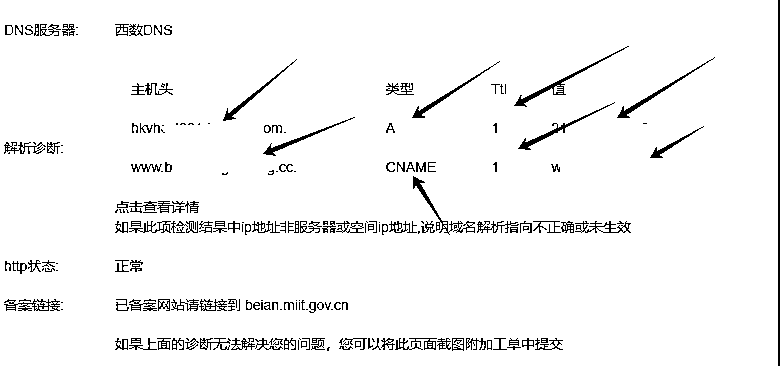 DNS服务器: 西数DNS
主机头 类型 Ttl 值
om. A 1
解析诊断:
www.b .cc. CNAME 1 w
点击查看详情
如果此项检测结果中ip地址非服务器或空间ip地址,说明域名解析指向不正确或未生效
http状态: 正常
备案链接: 已备案网站请链接到 beian.miit.gov.cn
如果上面的诊断无法解决您的问题，您可以将此页面截图附加工单中提交